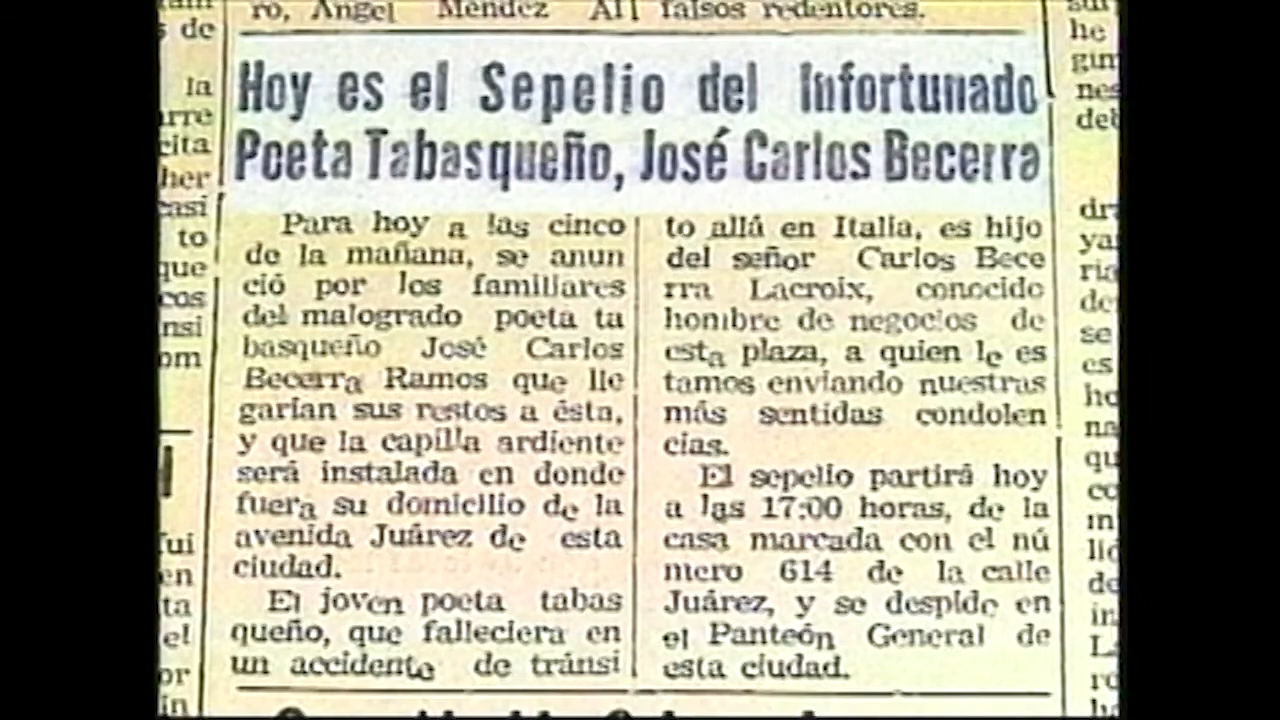 ro, Angel Méndez Al
falsos redentores.
Hoy es el Sepelio del Infortunado
Poeta Tabasqueño, José Carlos Becerra
Para hoy a las cinco
de la mañana, se anun
ció por los familiares
del malogrado poeta ta
basqueño José Carlos
Becerra Ramos que lle
garían sus restos a ésta,
y que la capilla ardiente
será instalada en donde
fuera su domicilio de la
avenida Juárez de esta
ciudad.
El joven poeta tabas
queño, que falleciera en
un accidente de tránsi
to allá en Italia, es hijo
del señor Carlos Bece
rra Lacroix, conocido
hombre de negocios de
esta plaza, a quien le es
tamos enviando nuestras
más sentidas condolen
cias.
El sepelio partirá hoy
a las 17:00 horas, de la
casa marcada con el nú
mero 614 de la calle
Juárez, y se despide en
el Panteón General de
esta ciudad.